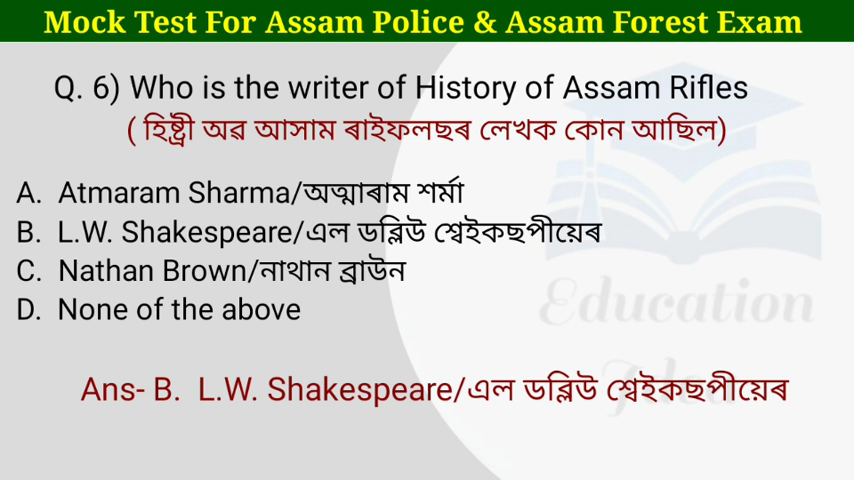 Mock Test For Assam Police & Assam Forest Exam
Q. 6) Who is the writer of History of Assam Rifles
( হিষ্ট্ৰী অৱ আসাম ৰাইফলছৰ লেখক কোন আছিল)
A. Atmaram Sharma/অত্মাৰাম শৰ্মা
B. L.W. Shakespeare/এল ডব্লিউ শ্বেইকছপীয়েৰ
C. Nathan Brown/নাথান ব্ৰাউন
D. None of the above
Education
Ans- B. L.W. Shakespeare/এল ডব্লিউ শ্বেইকছপীয়েৰ